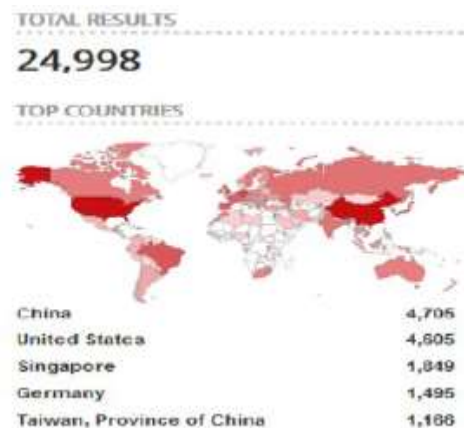 TOTAL RESULTS
24,998
TOP COUNTRIES
China 4,705
United States 4,605
Singapore 1,849
Germany 1,495
Taiwan, Province of China 1,166